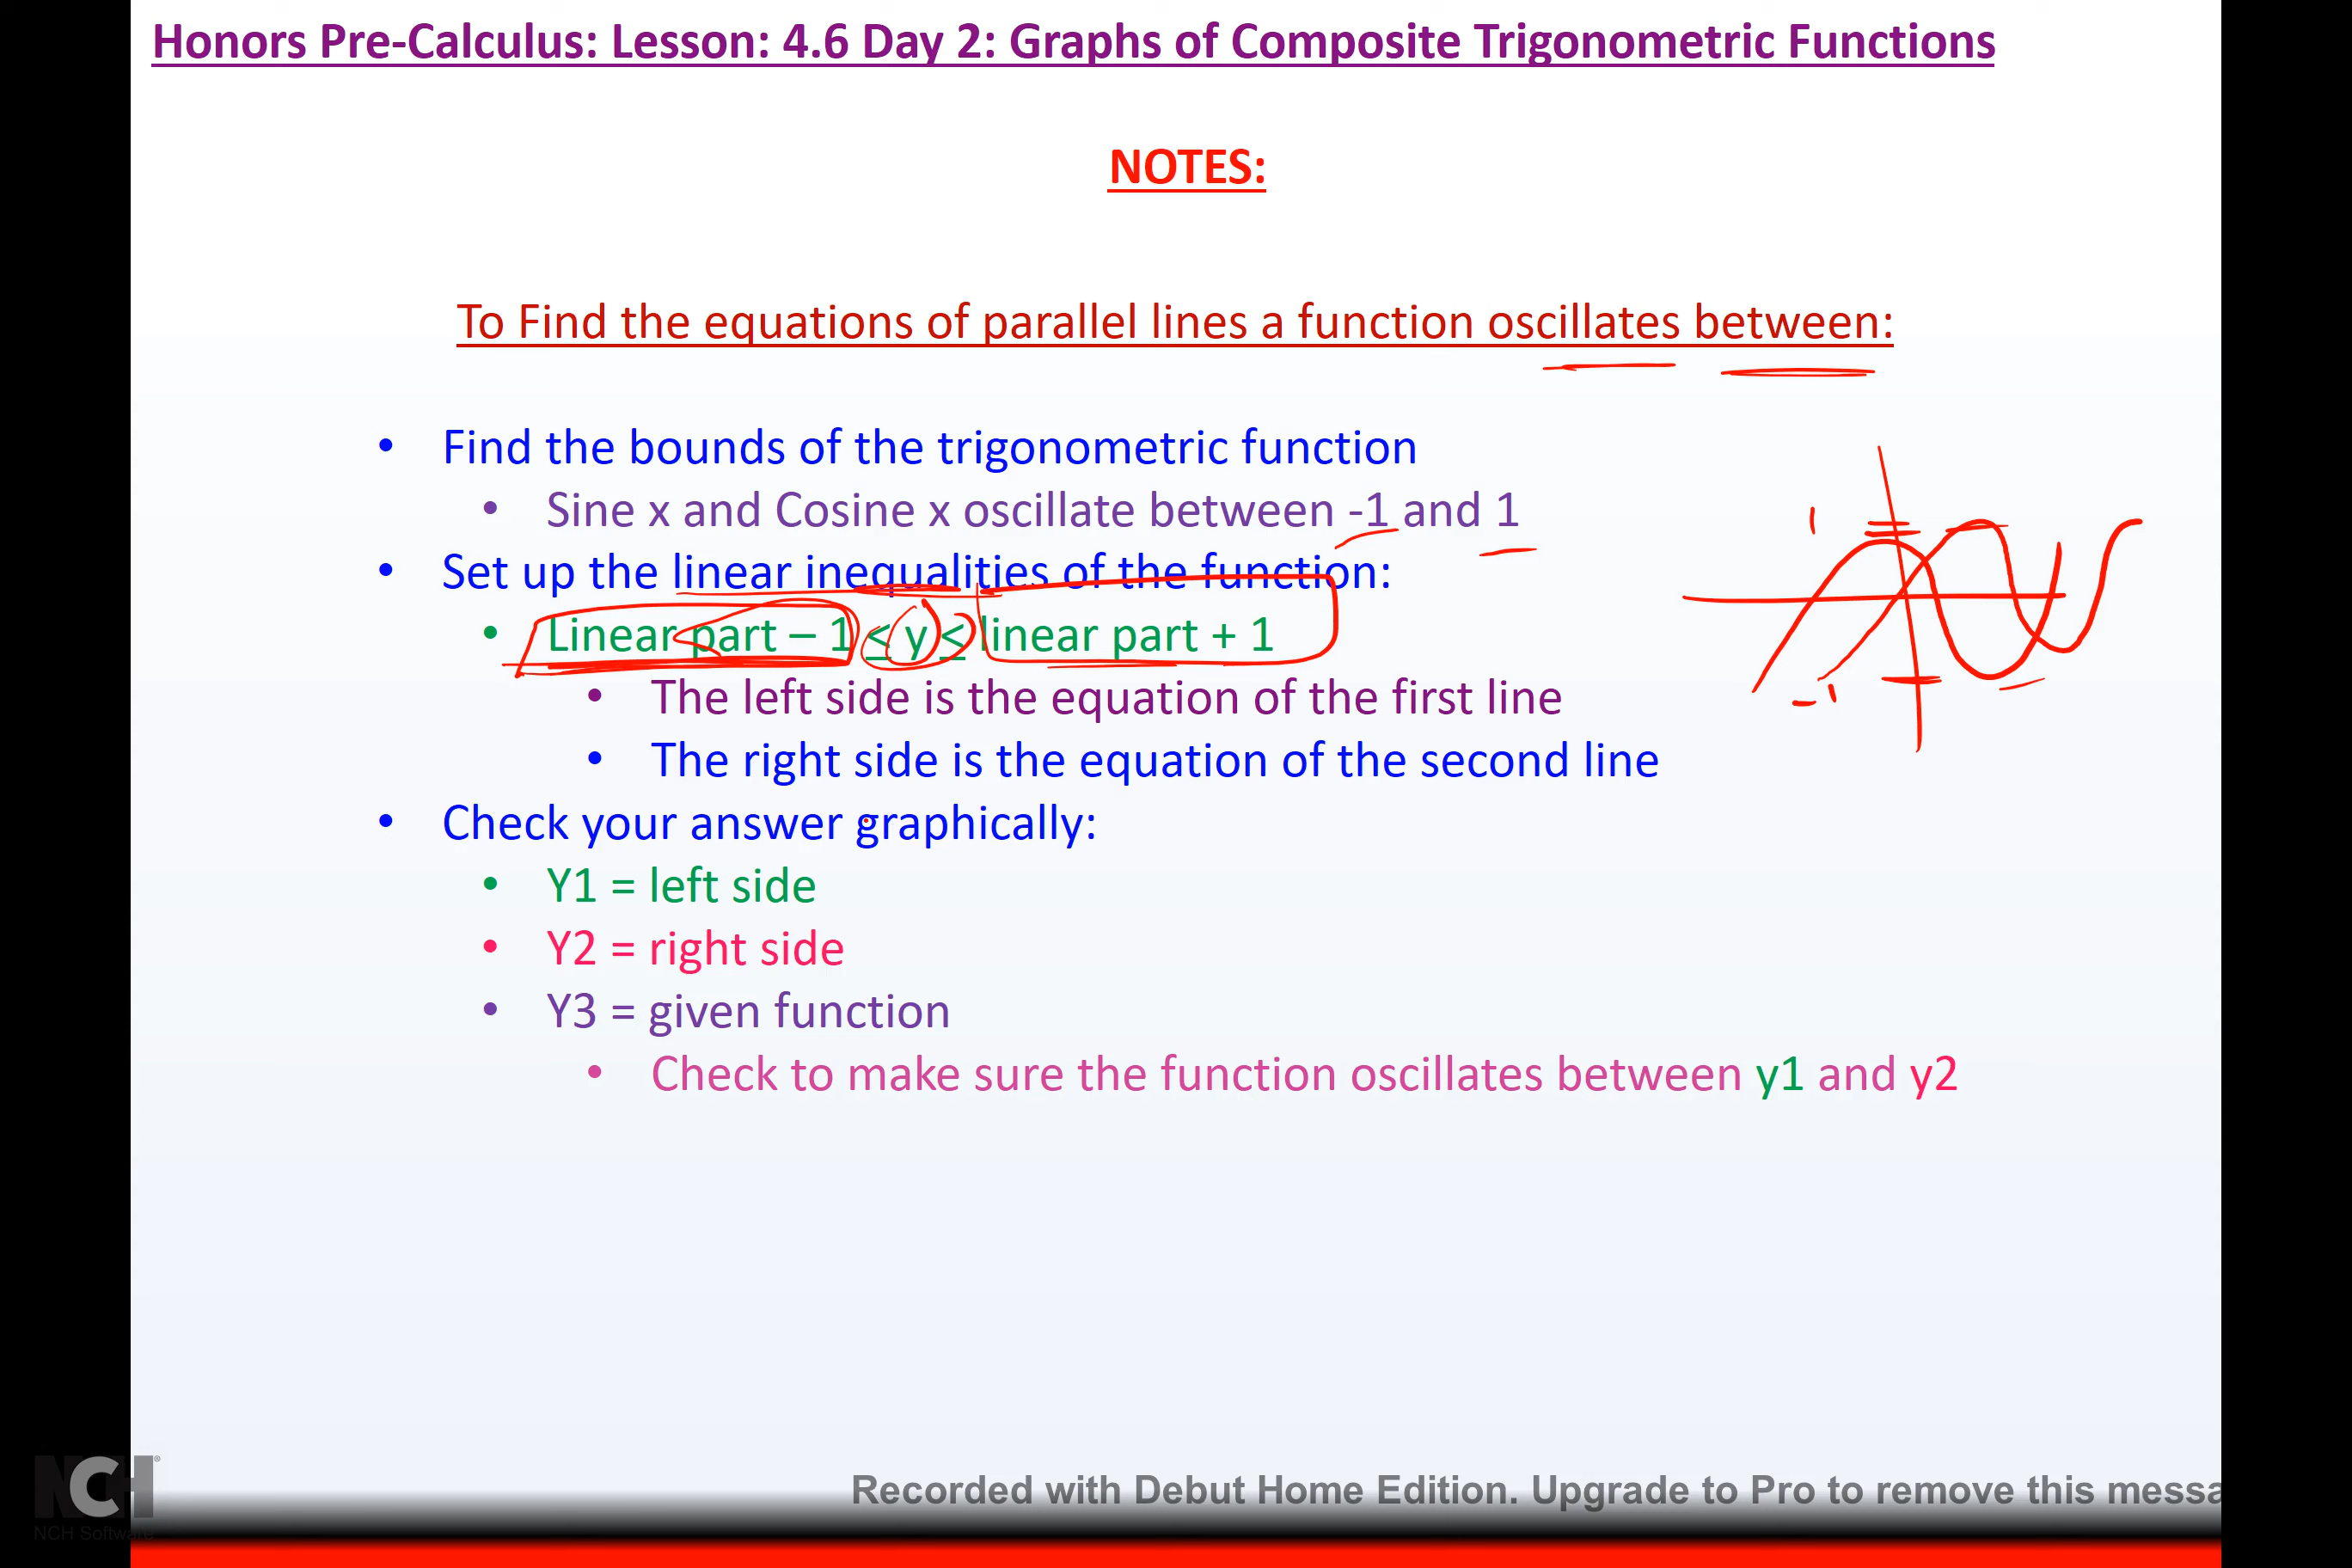 Honors Pre-Calculus: Lesson: 4.6 Day 2: Graphs of Composite Trigonometric Functions
NOTES:
To Find the equations of parallel lines a function oscillates between:
• Find the bounds of the trigonometric function
• Sine x and Cosine x oscillate between -1 and 1
• Set up the linear inequalities of the function:
• Linear part – 1 ≤ y ≤ linear part + 1
• The left side is the equation of the first line
• The right side is the equation of the second line
• Check your answer graphically:
• Y1 = left side
• Y2 = right side
• Y3 = given function
• Check to make sure the function oscillates between y1 and y2
1
-1
NCH®
NCH Software
Recorded with Debut Home Edition. Upgrade to Pro to remove this messa